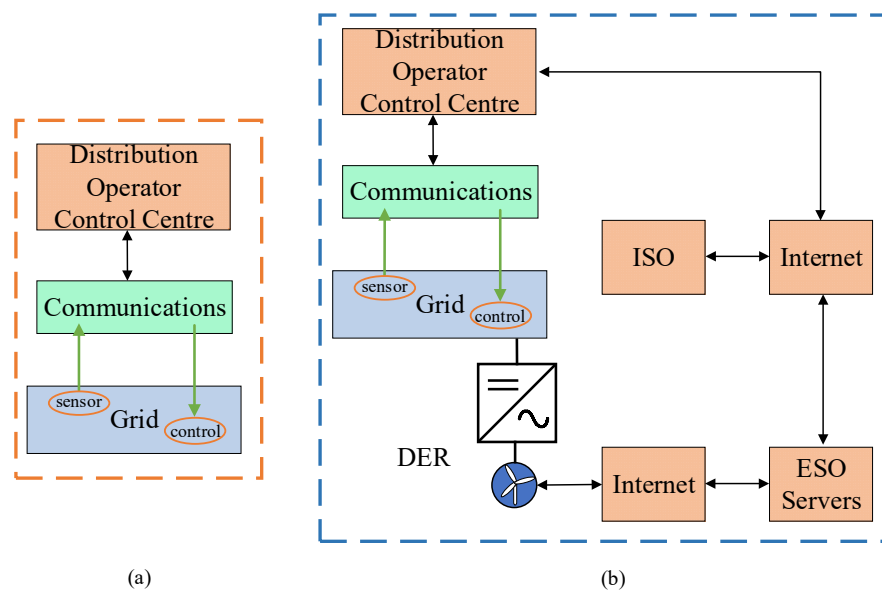 Distribution
Operator
Control Centre
Communications
sensor
Grid
control
(a)
Distribution
Operator
Control Centre
Communications
sensor
Grid
control
ISO
Internet
DER
Internet
ESO
Servers
(b)